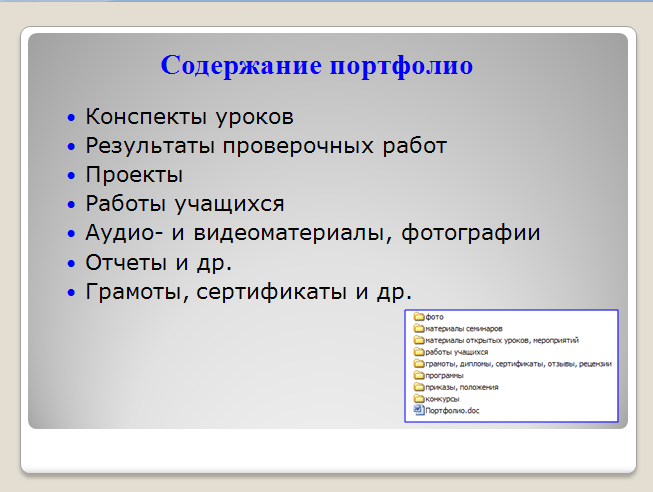 Содержание портфолио
Конспекты уроков
Результаты проверочных работ
Проекты
Работы учащихся
Аудио- и видеоматериалы, фотографии
Отчеты и др.
Грамоты, сертификаты и др.
фото
материалы семинаров
материалы открытых уроков, мероприятий
работы учащихся
грамоты, дипломы, сертификаты, отзывы, рецензии
программы
приказы, положения
конкурсы
Портфолио.doc